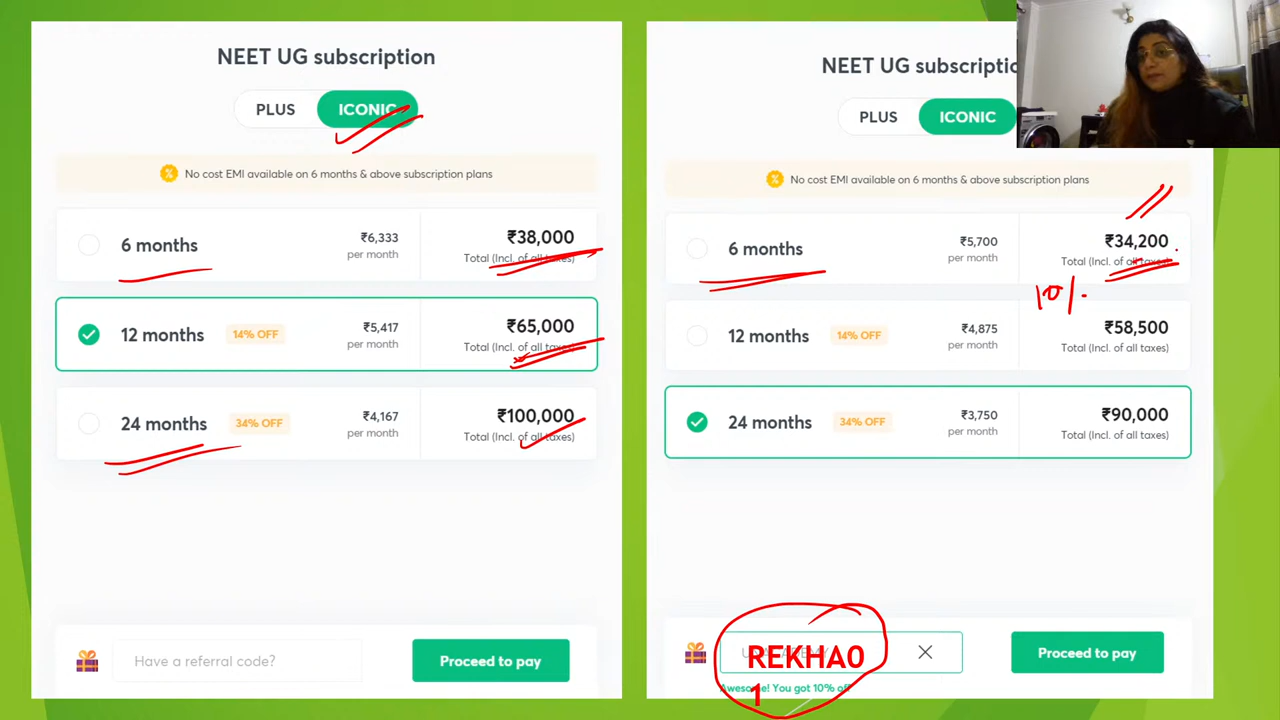 NEET UG subscription
PLUS
ICONIC
No cost EMI available on 6 months & above subscription plans
6 months
₹6,333
per month
₹38,000
Total (Incl. of all taxes)
12 months
14% OFF
₹5,417
per month
₹65,000
Total (Incl. of all taxes)
24 months
34% OFF
₹4,167
per month
₹100,000
Total (Incl. of all taxes)
Have a referral code?
Proceed to pay
NEET UG
PLUS
ICONIC
No cost EMI available on 6 months & above subscription plans
6 months
₹5,700
per month
₹34,200
Total (Incl. of all taxes)
10%
12 months
14% OFF
₹4,875
per month
₹58,500
Total (Incl. of all taxes)
24 months
34% OFF
₹3,750
per month
₹90,000
Total (Incl. of all taxes)
REKHA0
1
Awesome! You got 10% off
Proceed to pay